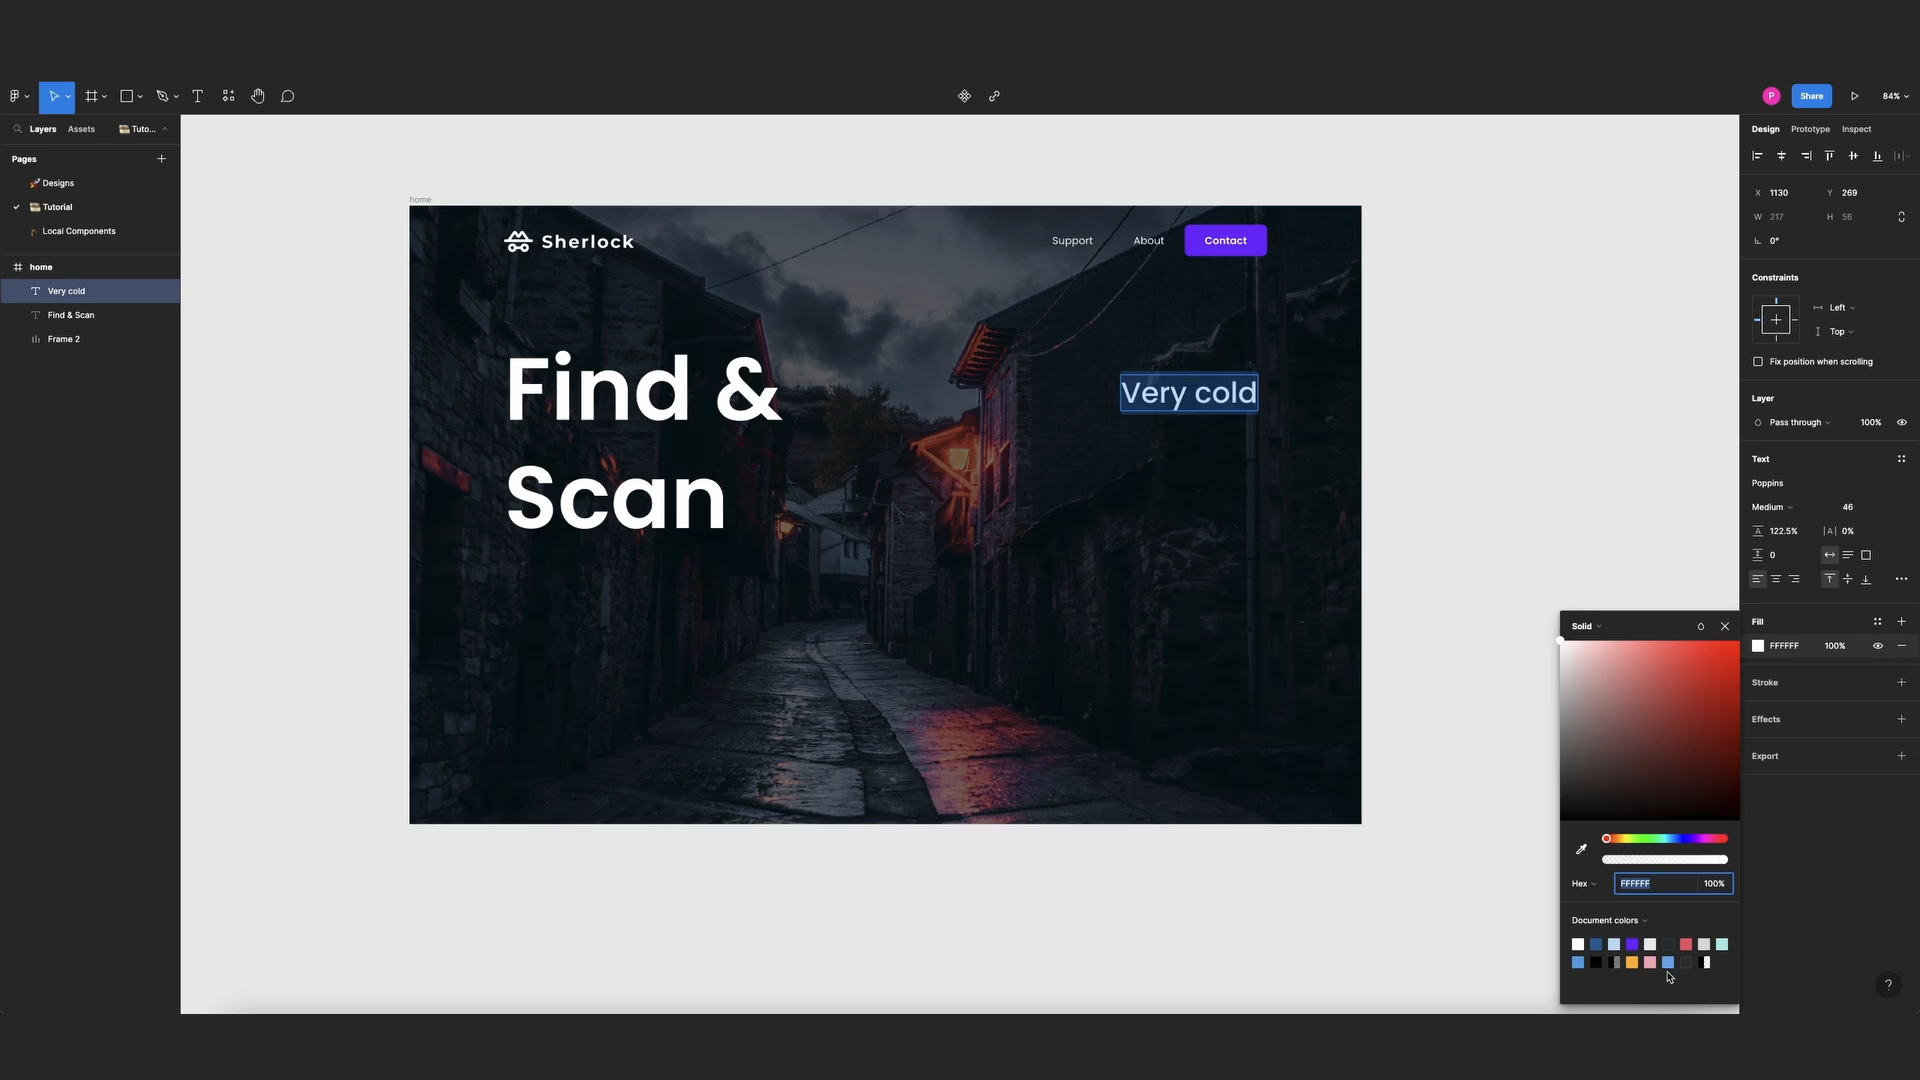 Share
84%
Layers
Assets
Tuto...
Pages
Designs
Tutorial
Local Components
home
Very cold
Find & Scan
Frame 2
home
Sherlock
Support
About
Contact
Find &
Scan
Very cold
P
Design
Prototype
Inspect
X 1130 Y 269
W 217 H 56
0°
Constraints
Left
Top
Fix position when scrolling
Layer
Pass through 100%
Text
Poppins
Medium 46
122.5% |A| 0%
0
Fill
FFFFFF 100%
Stroke
Effects
Export
Solid
Hex FFFFFF 100%
Document colors
?